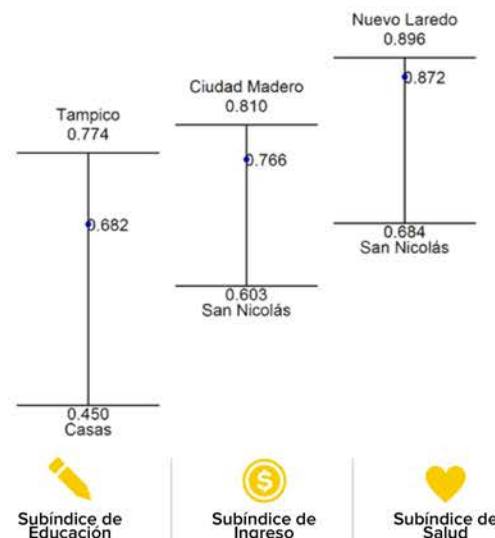 Nuevo Laredo
0.896
0.872
Ciudad Madero
0.810
Tampico
0.774
0.766
0.682
0.684
San Nicolás
0.603
San Nicolás
0.450
Casas
$
Subíndice de
Educación
Subíndice de
Ingreso
Subíndice de
Salud